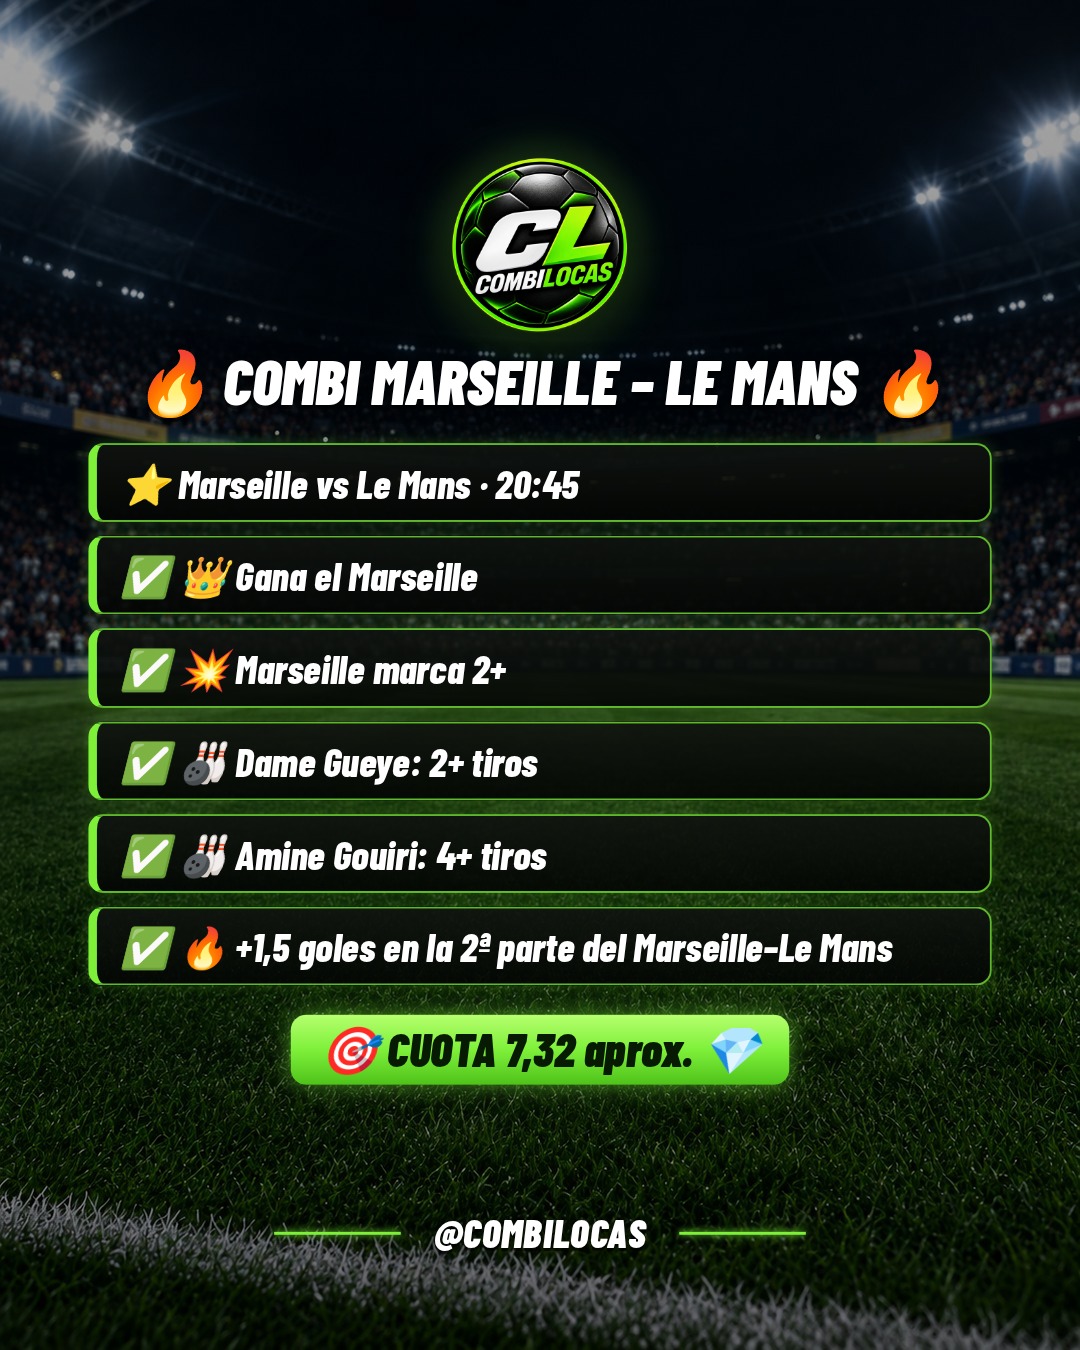 CL
COMBILOCAS
🔥 COMBI MARSEILLE - LE MANS 🔥
⭐ Marseille vs Le Mans · 20:45
✅ 👑 Gana el Marseille
✅ 💥 Marseille marca 2+
✅ 🎳 Dame Gueye: 2+ tiros
✅ 🎳 Amine Gouiri: 4+ tiros
✅ 🔥 +1,5 goles en la 2ª parte del Marseille-Le Mans
🎯 CUOTA 7,32 aprox. 💎
@COMBILOCAS